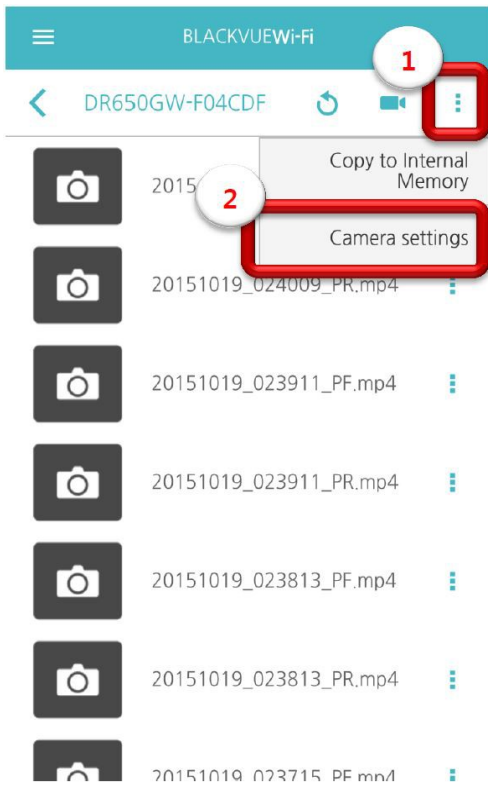 BLACKVUEWi-Fi
1
DR650GW-F04CDF
Copy to Internal
Memory
2015
2
Camera settings
20151019_024009_PR.mp4
20151019_023911_PF.mp4
20151019_023911_PR.mp4
20151019_023813_PF.mp4
20151019_023813_PR.mp4
20151019_023715_PF.mp4